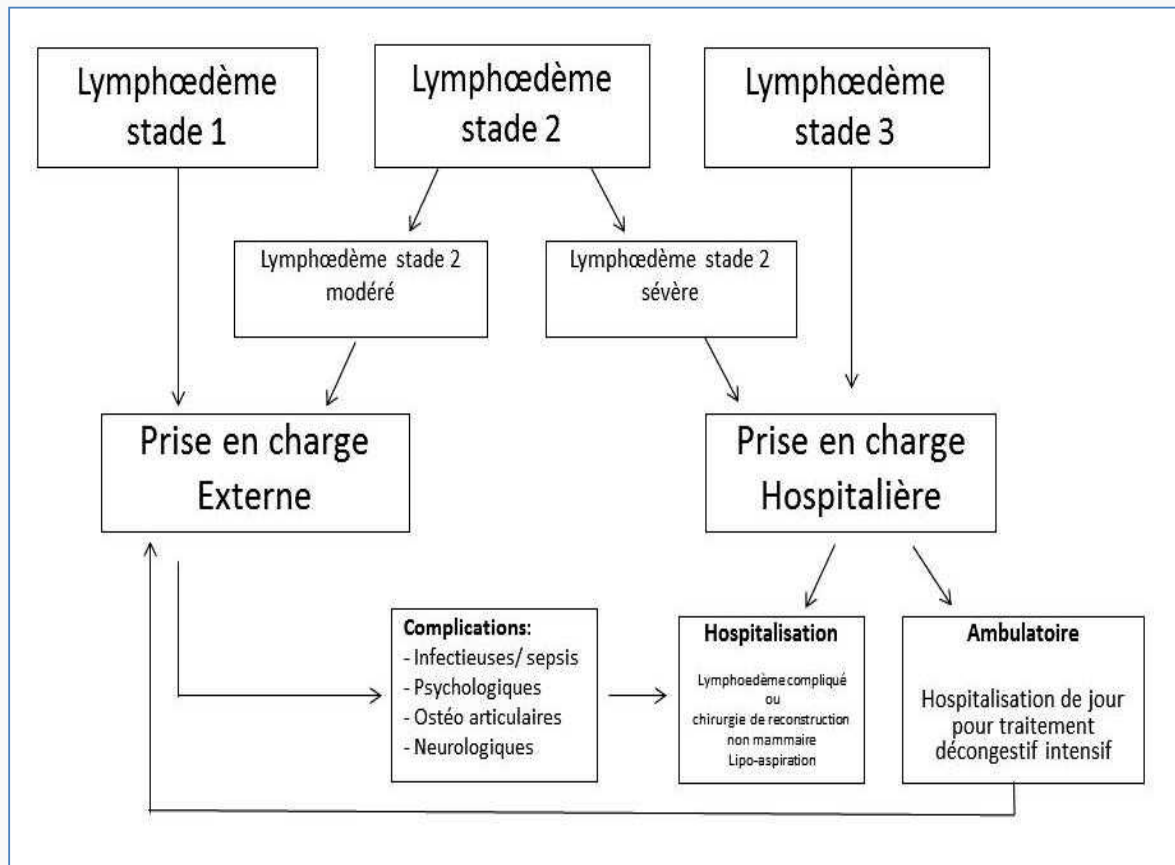 Lymphœdème
stade 1
Lymphœdème
stade 2
Lymphœdème
stade 3
Lymphœdème stade 2
modéré
Lymphœdème stade 2
sévère
Prise en charge
Externe
Prise en charge
Hospitalière
Complications:
- Infectieuses/ sepsis
- Psychologiques
- Ostéo articulaires
- Neurologiques
Hospitalisation
Lymphoedème compliqué
ou
chirurgie de reconstruction
non mammaire
Lipo-aspiration
Ambulatoire
Hospitalisation de jour
pour traitement
décongestif intensif